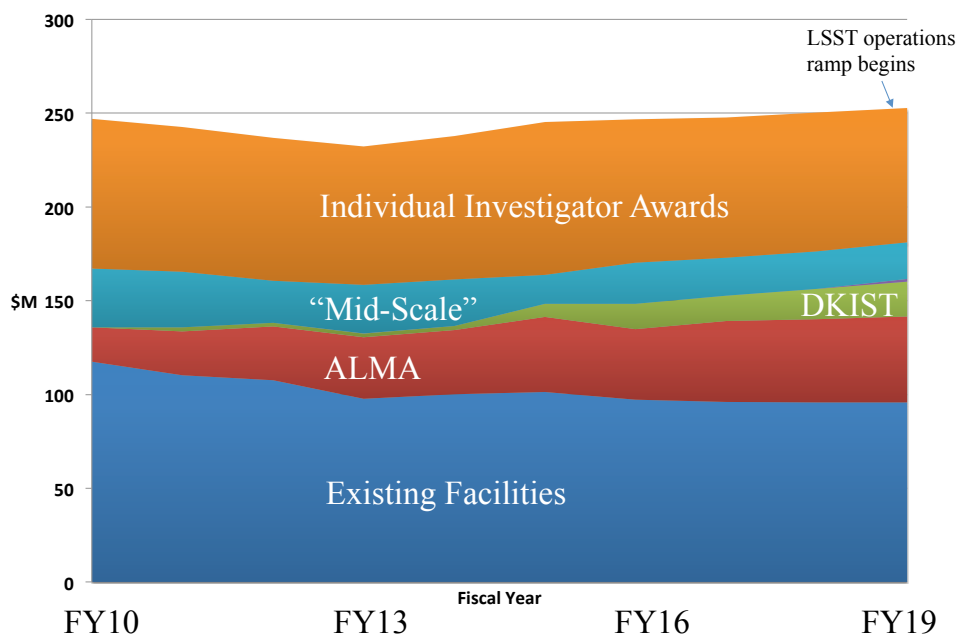 300
LSST operations
ramp begins
250
Individual Investigator Awards
200
$M
150
“Mid-Scale”
DKIST
ALMA
100
Existing Facilities
50
0
Fiscal Year
FY10 FY13 FY16 FY19